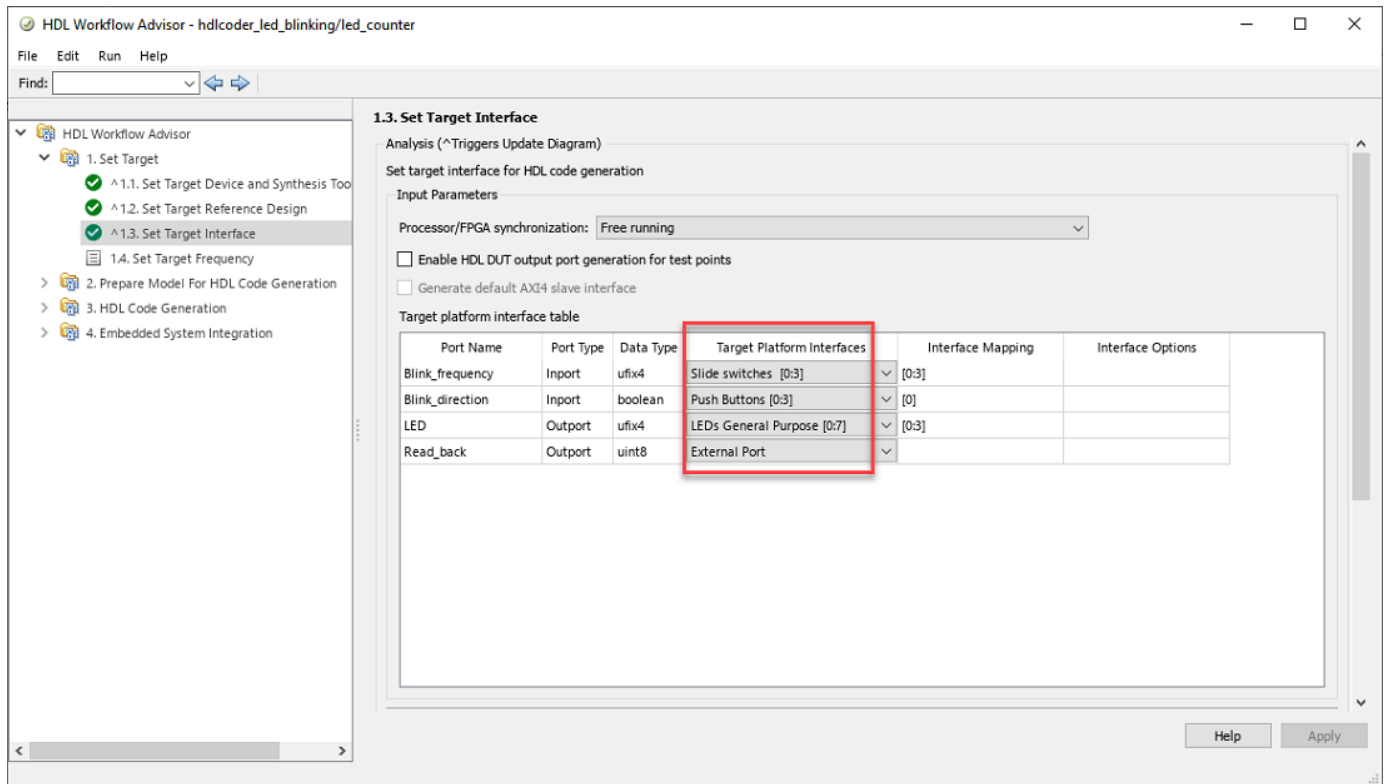 HDL Workflow Advisor - hdlcoder_led_blinking/led_counter
File Edit Run Help
Find:
HDL Workflow Advisor
1. Set Target
^1.1. Set Target Device and Synthesis Too
^1.2. Set Target Reference Design
^1.3. Set Target Interface
1.4. Set Target Frequency
2. Prepare Model For HDL Code Generation
3. HDL Code Generation
4. Embedded System Integration
1.3. Set Target Interface
Analysis (^Triggers Update Diagram)
Set target interface for HDL code generation
Input Parameters
Processor/FPGA synchronization: Free running
Enable HDL DUT output port generation for test points
Generate default AXI4 slave interface
Target platform interface table
Port Name Port Type Data Type Target Platform Interfaces Interface Mapping Interface Options
Blink_frequency Inport ufix4 Slide switches [0:3] [0:3]
Blink_direction Inport boolean Push Buttons [0:3] [0]
LED Outport ufix4 LEDs General Purpose [0:7] [0:3]
Read_back Outport uint8 External Port
Help Apply